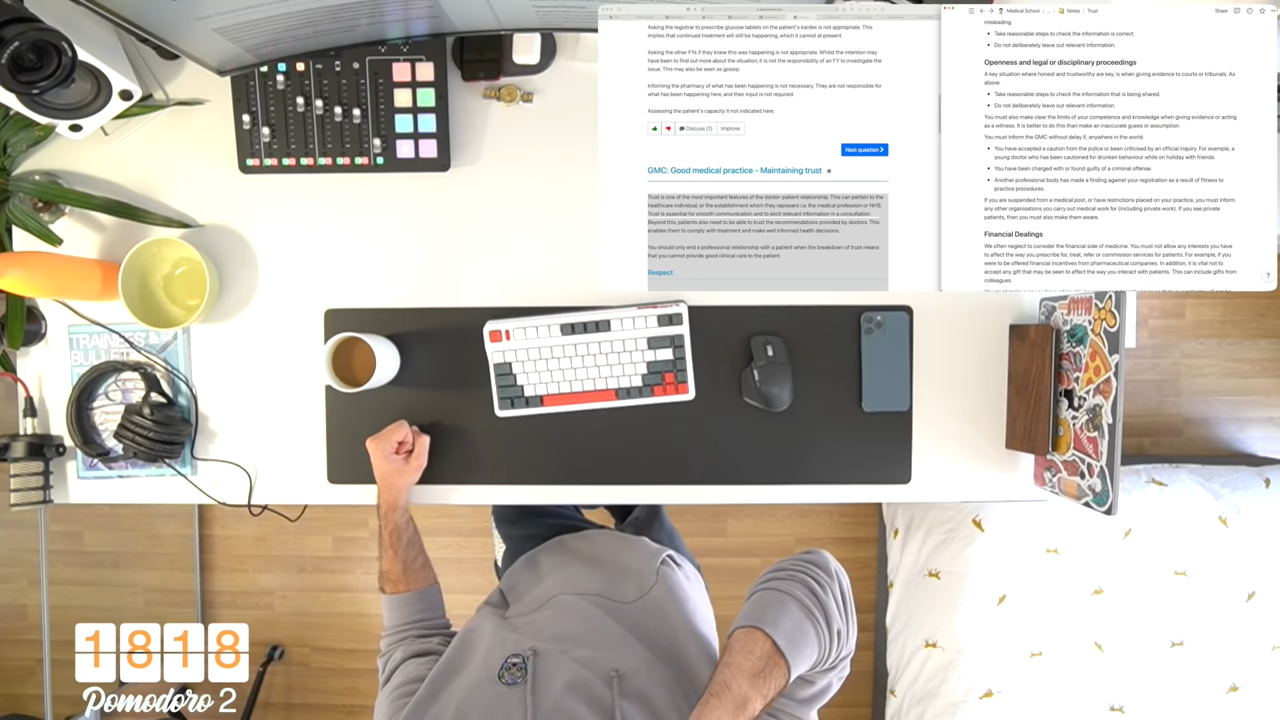 Asking the registrar to prescribe glucose tablets on the patient's kardex is not appropriate. This
implies that continued treatment will still be happening, which it cannot at present.
Asking the other FYs if they knew this was happening is not appropriate. Whilst the intention may
have been to find out more about the situation, it is not the responsibility of an FY to investigate the
issue. This may also be seen as gossip.
Informing the pharmacy of what has been happening is not necessary. They are not responsible for
what has been happening here, and their input is not required.
Assessing the patient's capacity it not indicated here.
Discuss (1)
Improve
Next question
GMC: Good medical practice - Maintaining trust
Trust is one of the most important features of the doctor-patient relationship. This can pertain to the
healthcare individual, or the establishment which they represent i.e. the medical profession or NHS.
Trust is essential for smooth communication and to elicit relevant information in a consultation.
Beyond this, patients also need to be able to trust the recommendations provided by doctors. This
enables them to comply with treatment and make well informed health decisions.
You should only end a professional relationship with a patient when the breakdown of trust means
that you cannot provide good clinical care to the patient.
Respect
Medical School / ... / Notes / Trust
Share
misleading.
Take reasonable steps to check the information is correct.
Do not deliberately leave out relevant information.
Openness and legal or disciplinary proceedings
A key situation where honest and trustworthy are key, is when giving evidence to courts or tribunals. As
above.
Take reasonable steps to check the information that is being shared.
Do not deliberately leave out relevant information.
You must also make clear the limits of your competence and knowledge when giving evidence or acting
as a witness. It is better to do this than make an inaccurate guess or assumption.
You must inform the GMC without delay if, anywhere in the world:
You have accepted a caution from the police or been criticised by an official inquiry. For example, a
young doctor who has been cautioned for drunken behaviour while on holiday with friends.
You have been charged with or found guilty of a criminal offense.
Another professional body has made a finding against your registration as a result of fitness to
practice procedures.
If you are suspended from a medical post, or have restrictions placed on your practice, you must inform
any other organisations you carry out medical work for (including private work). If you see private
patients, then you must also make them aware.
Financial Dealings
We often neglect to consider the financial side of medicine. You must not allow any interests you have
to affect the way you prescribe for, treat, refer or commission services for patients. For example, if you
were to be offered financial incentives from pharmaceutical companies. In addition, it is vital not to
accept any gift that may be seen to affect the way you interact with patients. This can include gifts from
colleagues.
?
TRAINEES'
BULLETIN
1818
Pomodoro 2